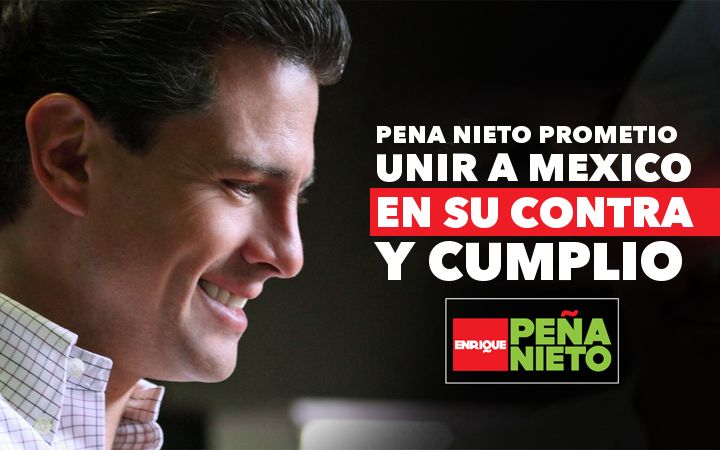 PENA NIETO PROMETIO
UNIR A MEXICO
EN SU CONTRA
Y CUMPLIO
ENRIQUE
PEÑA
NIETO